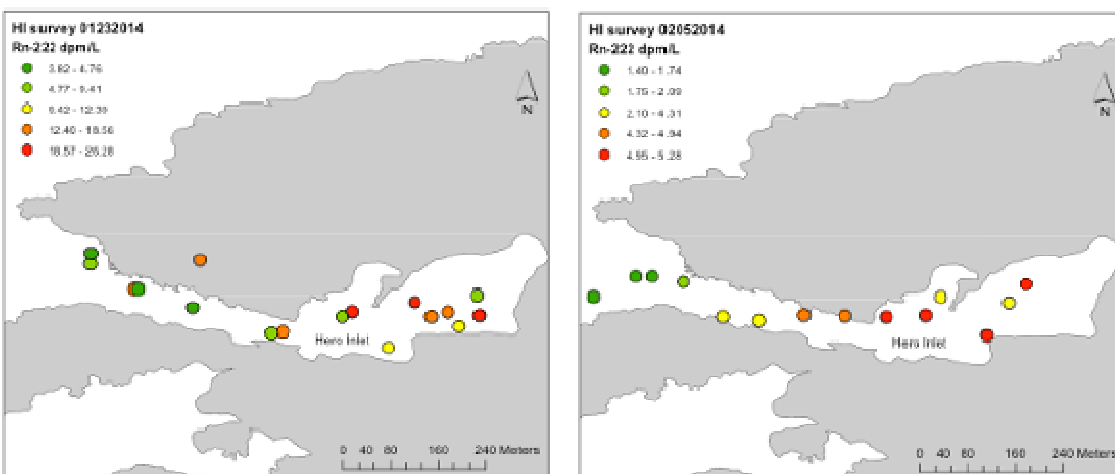 HI survey 01232014
Rn-222 dpm/L
3.82 - 4.76
4.77 - 9.41
9.42 - 12.39
12.40 - 18.56
18.57 - 28.28
N
Hero Inlet
0 40 80 160 240 Meters
HI survey 02052014
Rn-222 dpm/L
1.40 - 1.74
1.75 - 2.09
2.10 - 4.31
4.32 - 4.94
4.95 - 5.28
N
Hero Inlet
0 40 80 160 240 Meters